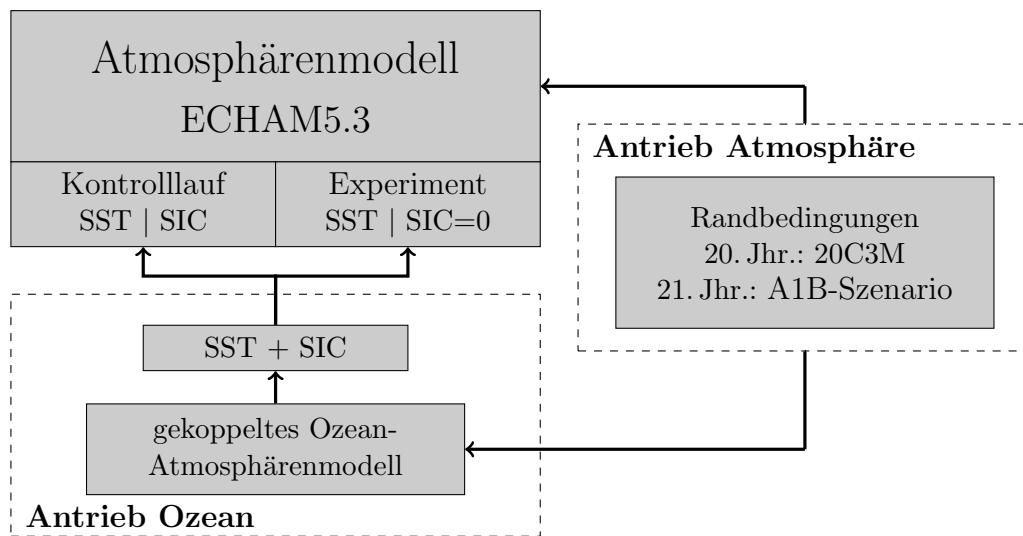 Atmosphärenmodell
ECHAM5.3
Kontrolllauf
SST | SIC
Experiment
SST | SIC=0
Antrieb Atmosphäre
Randbedingungen
20. Jhr.: 20C3M
21. Jhr.: A1B-Szenario
SST + SIC
gekoppeltes Ozean-
Atmosphärenmodell
Antrieb Ozean